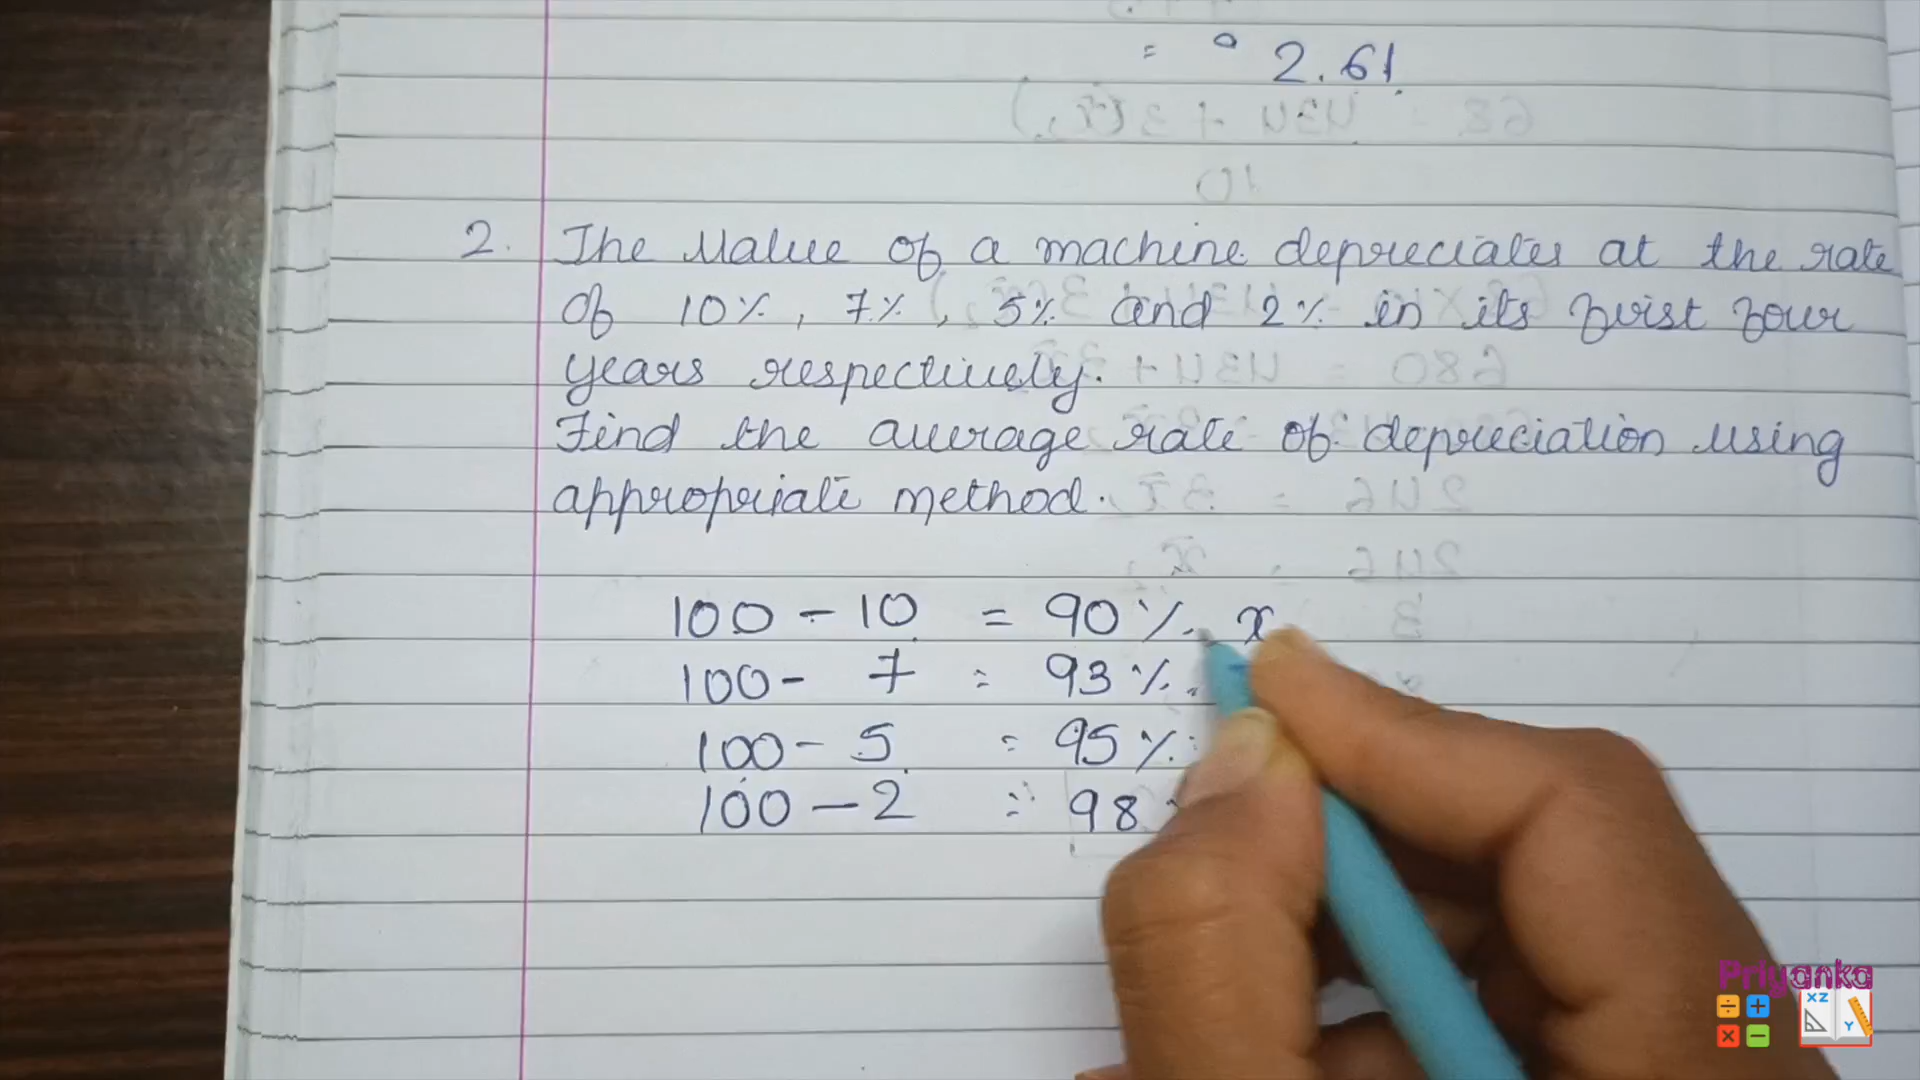 = 2.61
2. The value of a machine depreciates at the rate
of 10%, 7%, 5% and 2% in its first four
years respectively.
Find the average rate of depreciation using
appropriate method.
100 - 10 = 90% x
100 - 7 = 93%
100 - 5 = 95%
100 - 2 = 98
Priyanka
÷ + XZ
× - Y